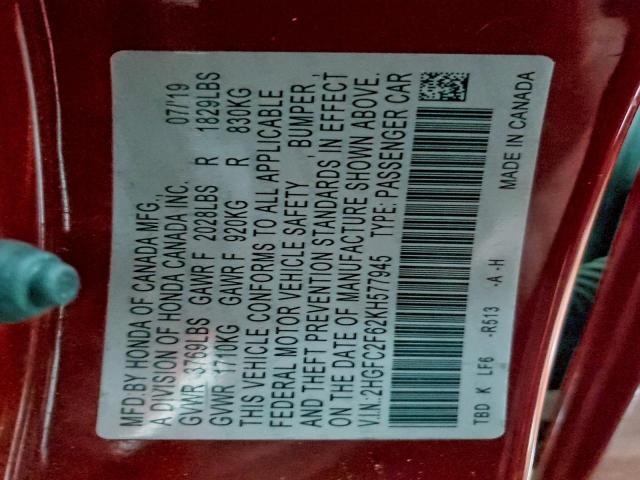 MFD.BY HONDA OF CANADA MFG.,
A DIVISION OF HONDA CANADA INC. 07/'19
GVWR 3769LBS GAWR F 2028LBS R 1829LBS
GVWR 1710KG GAWR F 920KG R 830KG
THIS VEHICLE CONFORMS TO ALL APPLICABLE
FEDERAL MOTOR VEHICLE SAFETY , BUMPER ,
AND THEFT PREVENTION STANDARDS IN EFFECT
ON THE DATE OF MANUFACTURE SHOWN ABOVE.
V.I.N.:2HGFC2F62KH577945 TYPE:PASSENGER CAR
TBD K LF6 -R513 -A -H MADE IN CANADA